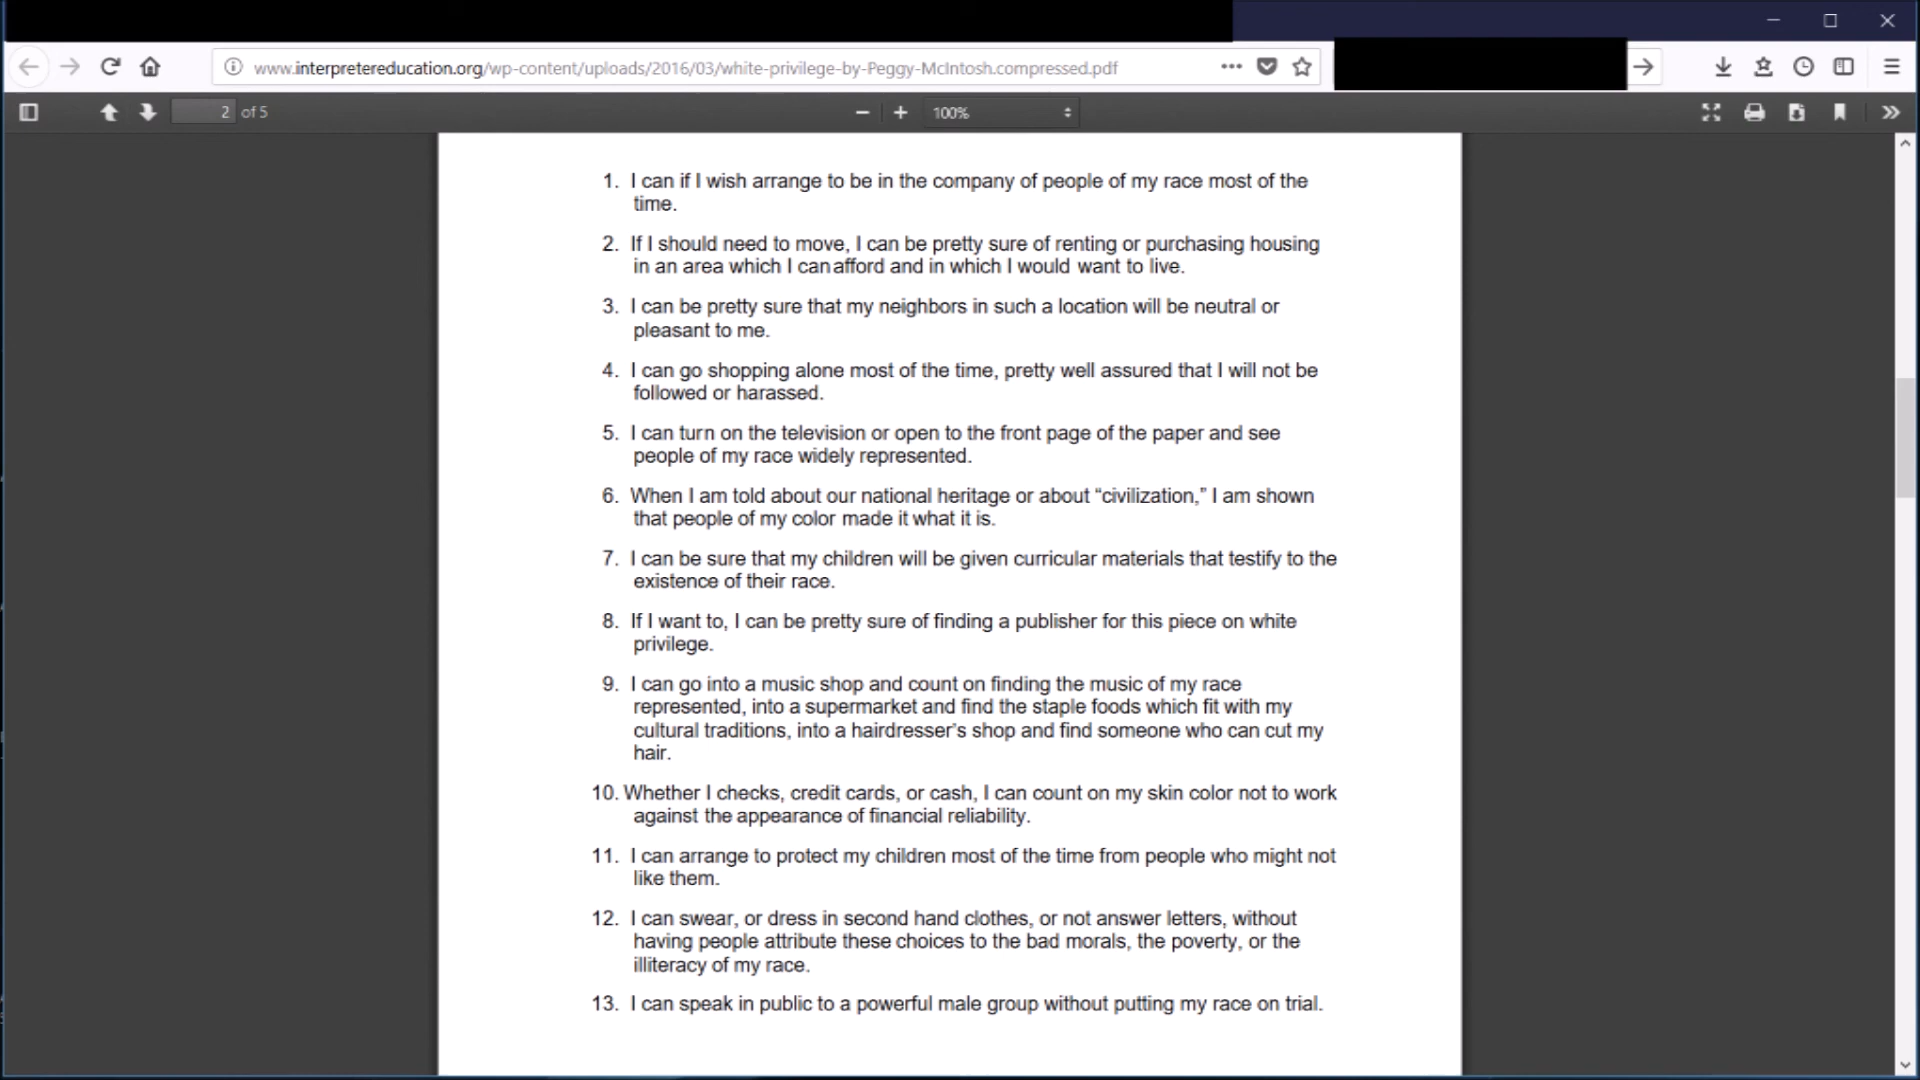 www.interpretereducation.org/wp-content/uploads/2016/03/white-privilege-by-Peggy-McIntosh.compressed.pdf
2 of 5
100%
1. I can if I wish arrange to be in the company of people of my race most of the
time.
2. If I should need to move, I can be pretty sure of renting or purchasing housing
in an area which I can afford and in which I would want to live.
3. I can be pretty sure that my neighbors in such a location will be neutral or
pleasant to me.
4. I can go shopping alone most of the time, pretty well assured that I will not be
followed or harassed.
5. I can turn on the television or open to the front page of the paper and see
people of my race widely represented.
6. When I am told about our national heritage or about “civilization,” I am shown
that people of my color made it what it is.
7. I can be sure that my children will be given curricular materials that testify to the
existence of their race.
8. If I want to, I can be pretty sure of finding a publisher for this piece on white
privilege.
9. I can go into a music shop and count on finding the music of my race
represented, into a supermarket and find the staple foods which fit with my
cultural traditions, into a hairdresser’s shop and find someone who can cut my
hair.
10. Whether I checks, credit cards, or cash, I can count on my skin color not to work
against the appearance of financial reliability.
11. I can arrange to protect my children most of the time from people who might not
like them.
12. I can swear, or dress in second hand clothes, or not answer letters, without
having people attribute these choices to the bad morals, the poverty, or the
illiteracy of my race.
13. I can speak in public to a powerful male group without putting my race on trial.